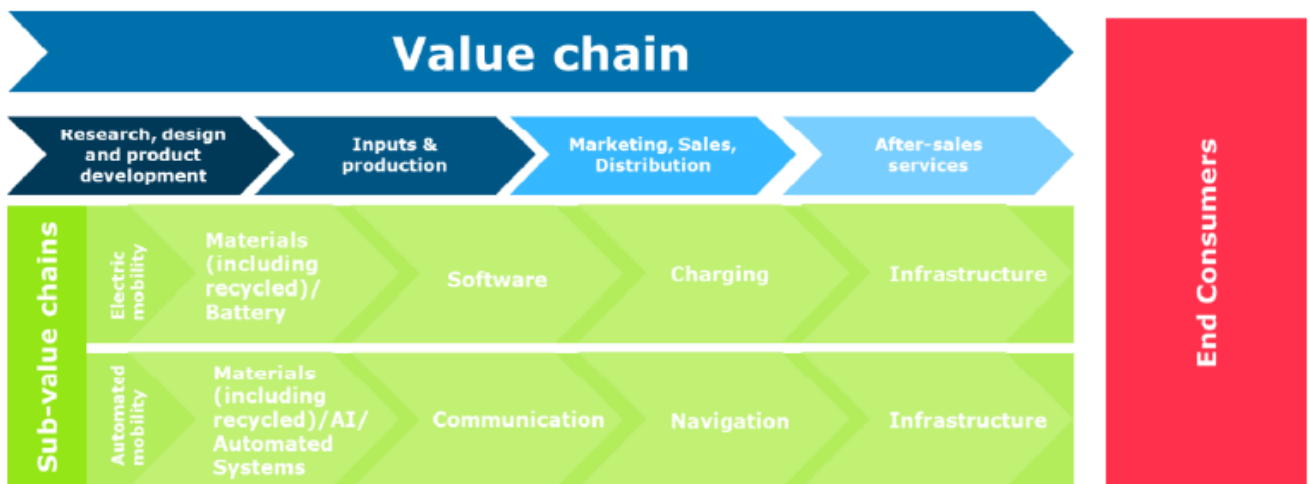 Value chain
Research, design
and product
development
Inputs &
production
Marketing, Sales,
Distribution
After-sales
services
Sub-value chains
Electric
mobility
Materials
(including
recycled)/
Battery
Software
Charging
Infrastructure
Automated
mobility
Materials
(including
recycled)/AI/
Automated
Systems
Communication
Navigation
Infrastructure
End Consumers